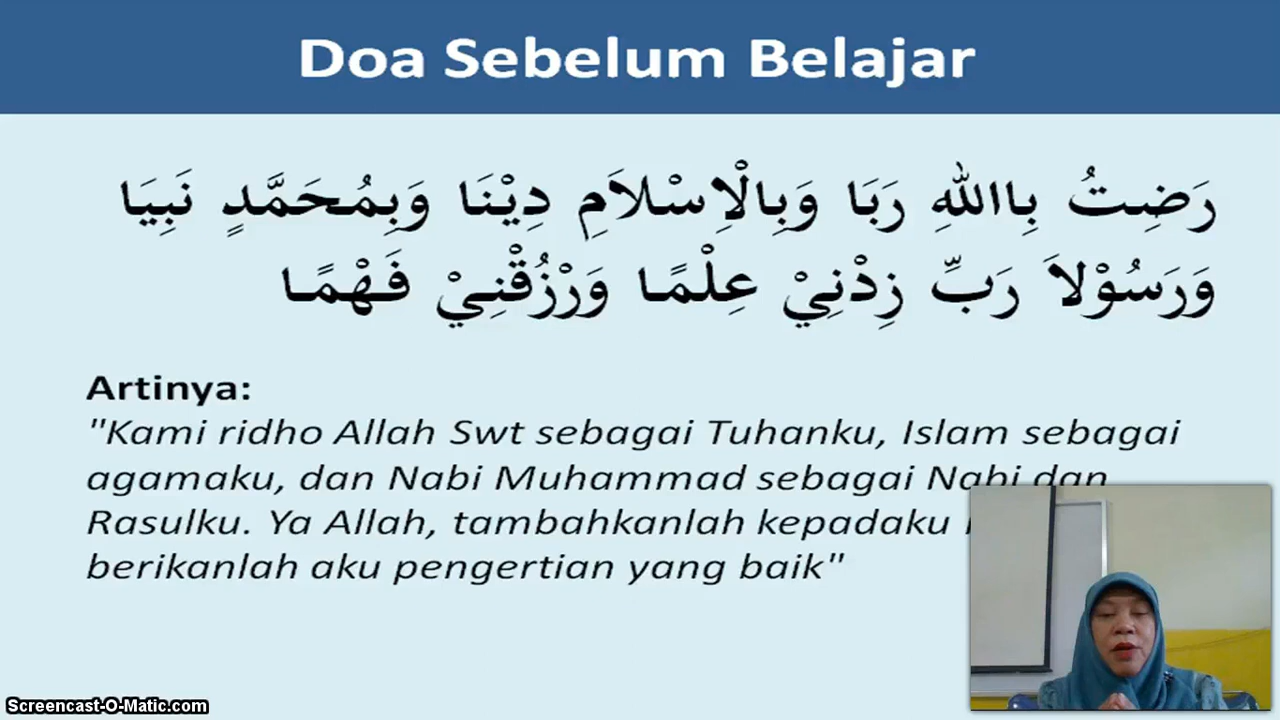 Doa Sebelum Belajar
رَضِتُ بِاللهِ رَبَا وَبِالْاِسْلاَمِ دِيْنَا وَبِمُحَمَّدٍ نَبِيَا
وَرَسُوْلاَ رَبِّ زِدْنِيْ عِلْمًا وَرْزُقْنِيْ فَهْمًا
Artinya:
"Kami ridho Allah Swt sebagai Tuhanku, Islam sebagai
agamaku, dan Nabi Muhammad sebagai Nabi dan
Rasulku. Ya Allah, tambahkanlah kepadaku
berikanlah aku pengertian yang baik"
Screencast-O-Matic.com